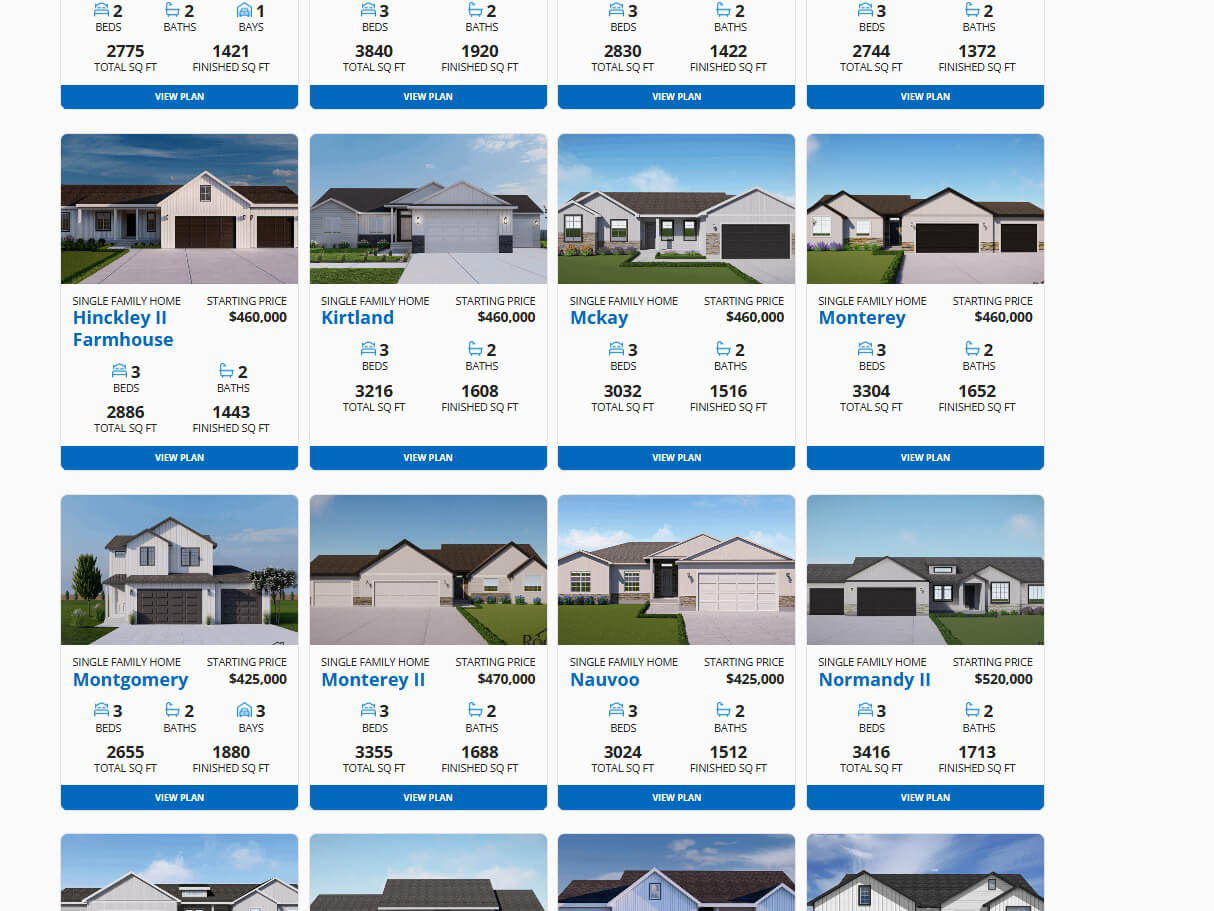 2 2 1
BEDS BATHS BAYS
2775 1421
TOTAL SQ FT FINISHED SQ FT
VIEW PLAN
3 2
BEDS BATHS
3840 1920
TOTAL SQ FT FINISHED SQ FT
VIEW PLAN
3 2
BEDS BATHS
2830 1422
TOTAL SQ FT FINISHED SQ FT
VIEW PLAN
3 2
BEDS BATHS
2744 1372
TOTAL SQ FT FINISHED SQ FT
VIEW PLAN
SINGLE FAMILY HOME STARTING PRICE
Hinckley II $460,000
Farmhouse
3 2
BEDS BATHS
2886 1443
TOTAL SQ FT FINISHED SQ FT
VIEW PLAN
SINGLE FAMILY HOME STARTING PRICE
Kirtland $460,000
3 2
BEDS BATHS
3216 1608
TOTAL SQ FT FINISHED SQ FT
VIEW PLAN
SINGLE FAMILY HOME STARTING PRICE
Mckay $460,000
3 2
BEDS BATHS
3032 1516
TOTAL SQ FT FINISHED SQ FT
VIEW PLAN
SINGLE FAMILY HOME STARTING PRICE
Monterey $460,000
3 2
BEDS BATHS
3304 1652
TOTAL SQ FT FINISHED SQ FT
VIEW PLAN
SINGLE FAMILY HOME STARTING PRICE
Montgomery $425,000
3 2 3
BEDS BATHS BAYS
2655 1880
TOTAL SQ FT FINISHED SQ FT
VIEW PLAN
SINGLE FAMILY HOME STARTING PRICE
Monterey II $470,000
3 2
BEDS BATHS
3355 1688
TOTAL SQ FT FINISHED SQ FT
VIEW PLAN
SINGLE FAMILY HOME STARTING PRICE
Nauvoo $425,000
3 2
BEDS BATHS
3024 1512
TOTAL SQ FT FINISHED SQ FT
VIEW PLAN
SINGLE FAMILY HOME STARTING PRICE
Normandy II $520,000
3 2
BEDS BATHS
3416 1713
TOTAL SQ FT FINISHED SQ FT
VIEW PLAN